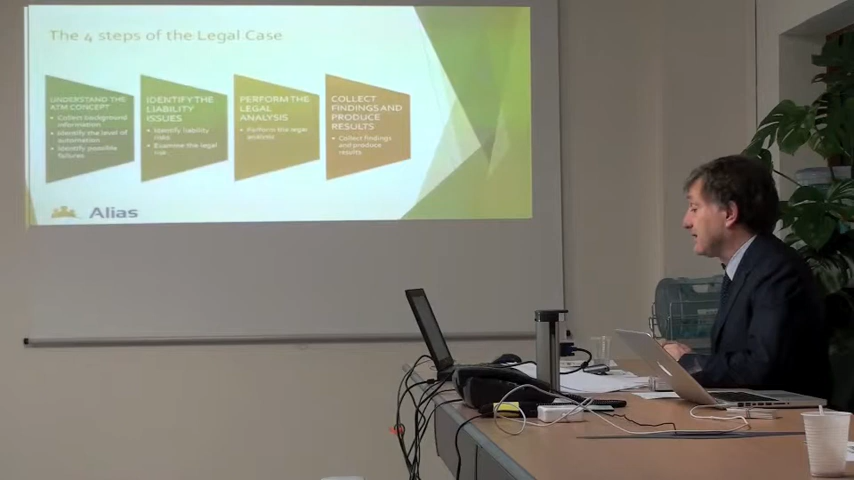 The 4 steps of the Legal Case
UNDERSTAND THE
ATM CONCEPT
• Collect background
information
• Identify the level of
automation
• Identify possible
failures
IDENTIFY THE
LIABILITY
ISSUES
• Identify liability
risks
• Examine the legal
PERFORM THE
LEGAL
ANALYSIS
• Perform the legal
analysis
COLLECT
FINDINGS AND
PRODUCE
RESULTS
• Collect findings
and produce
results
Alias